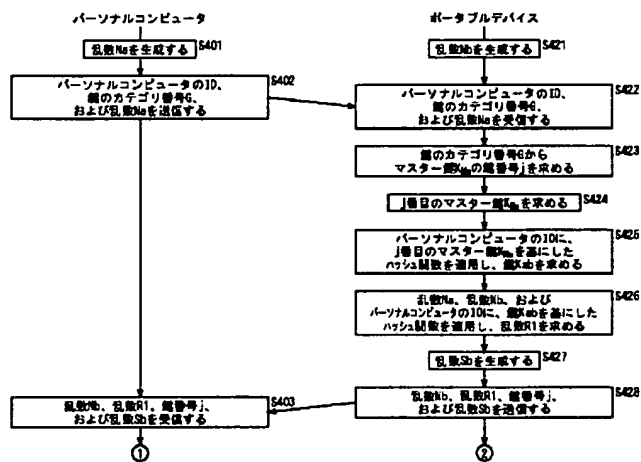 パーソナルコンピュータ
乱数Naを生成する
S401
パーソナルコンピュータのID、
鍵のカテゴリ番号G、
および乱数Naを送信する
S402
乱数Nb、乱数R1、鍵番号j、
および乱数Sbを受信する
S403
①
ポータブルデバイス
乱数Nbを生成する
S421
パーソナルコンピュータのID、
鍵のカテゴリ番号G、
および乱数Naを受信する
S422
鍵のカテゴリ番号Gから
マスター鍵の鍵番号jを求める
S423
j番目のマスター鍵を求める
S424
パーソナルコンピュータのIDに、
j番目のマスター鍵を基にした
ハッシュ関数を適用し、鍵Kabを求める
S425
乱数Na、乱数Nb、および
パーソナルコンピュータのIDに、鍵Kabを基にした
ハッシュ関数を適用し、乱数R1を求める
S426
乱数Sbを生成する
S427
乱数Nb、乱数R1、鍵番号j、
および乱数Sbを送信する
S428
②